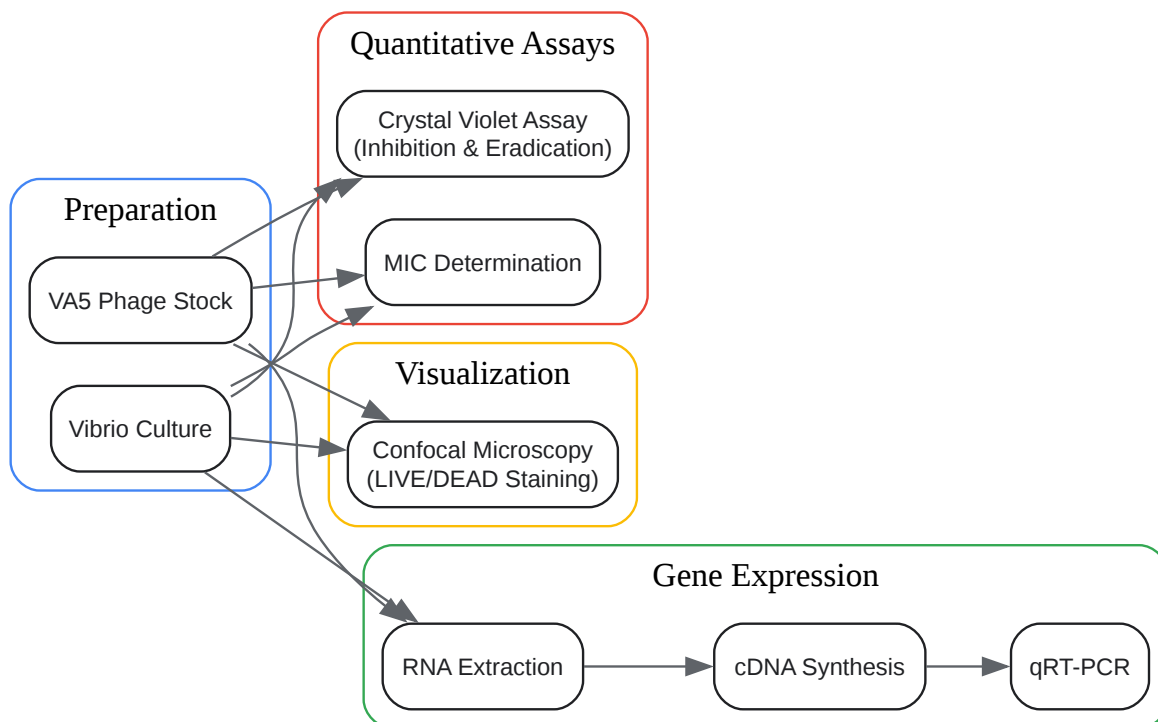 Quantitative Assays
Crystal Violet Assay
(Inhibition & Eradication)
MIC Determination
Preparation
VA5 Phage Stock
Vibrio Culture
Visualization
Confocal Microscopy
(LIVE/DEAD Staining)
Gene Expression
RNA Extraction
cDNA Synthesis
qRT-PCR